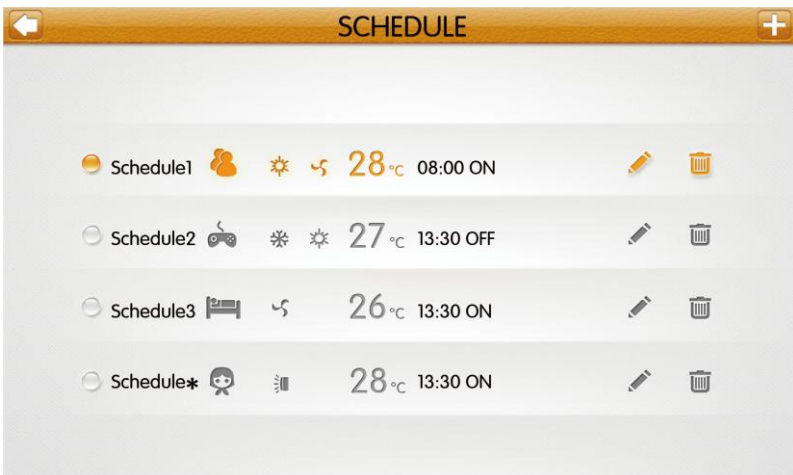 SCHEDULE
Schedule1 28°C 08:00 ON
Schedule2 27°C 13:30 OFF
Schedule3 26°C 13:30 ON
Schedule* 28°C 13:30 ON